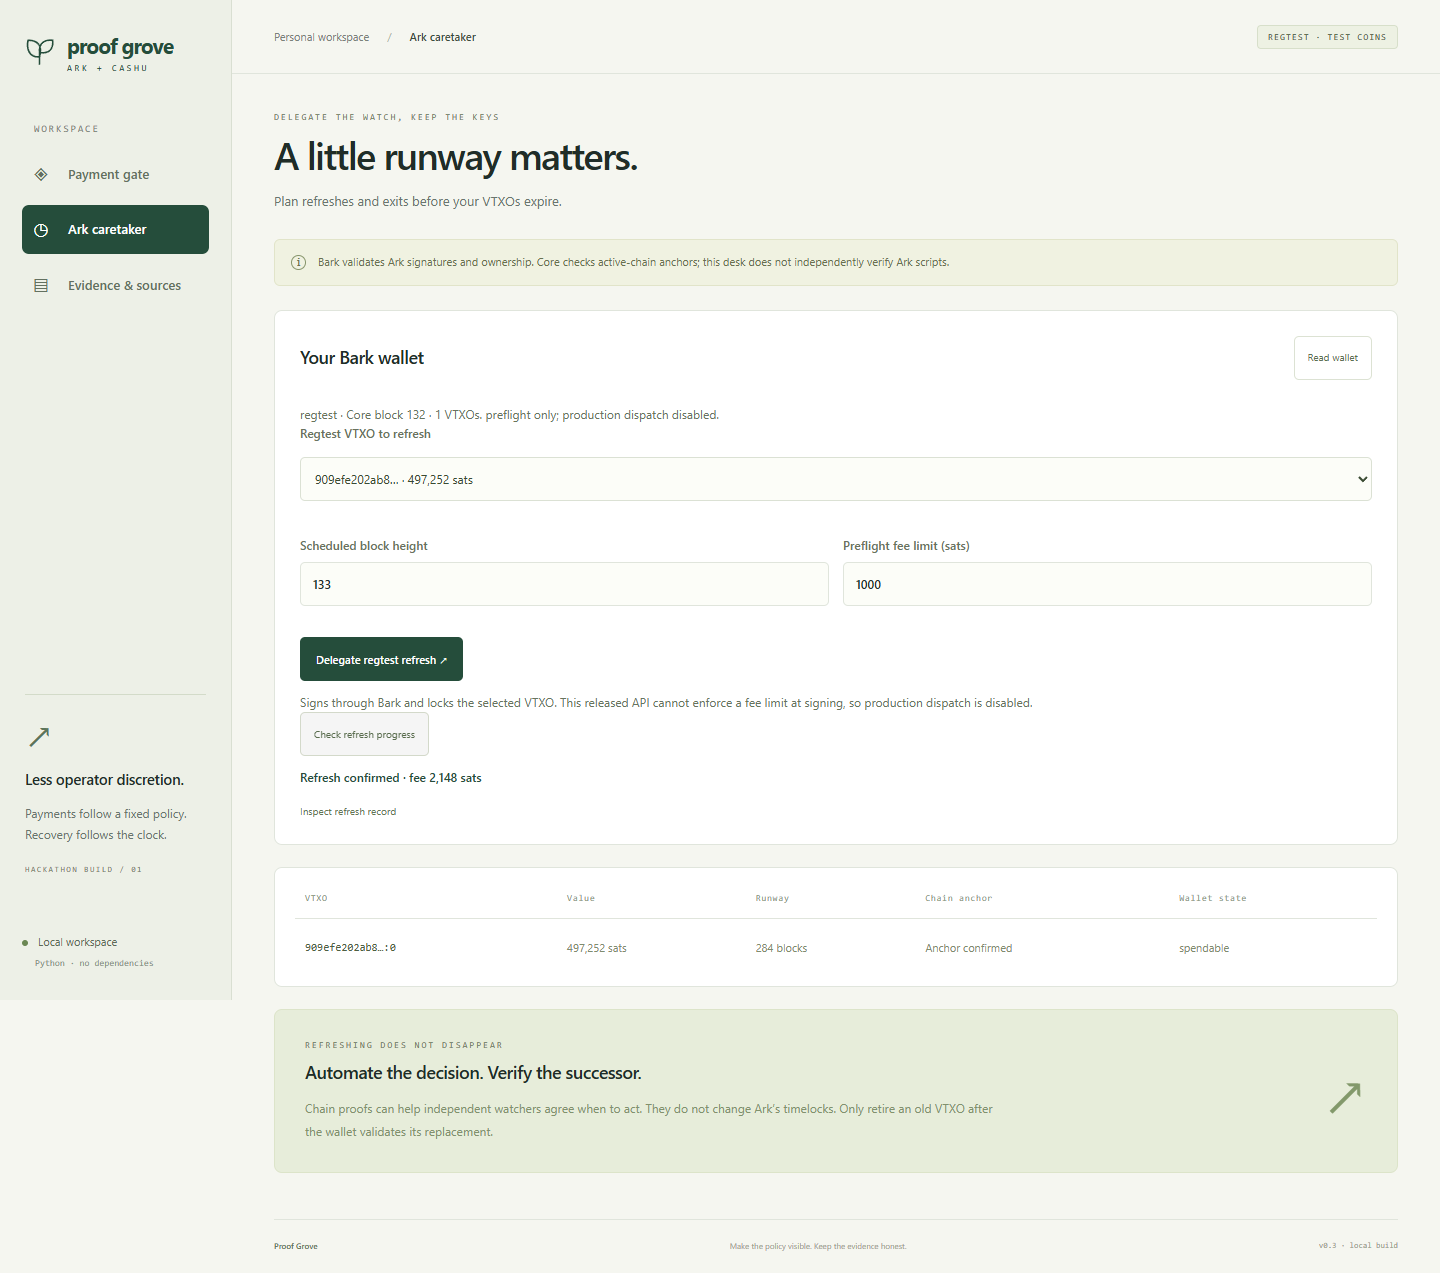 proof grove
ARK + CASHU
WORKSPACE
Payment gate
Ark caretaker
Evidence & sources
Less operator discretion.
Payments follow a fixed policy.
Recovery follows the clock.
HACKATHON BUILD / 01
Local workspace
Python · no dependencies
Personal workspace / Ark caretaker
REGTEST · TEST COINS
DELEGATE THE WATCH, KEEP THE KEYS
A little runway matters.
Plan refreshes and exits before your VTXOs expire.
Bark validates Ark signatures and ownership. Core checks active-chain anchors; this desk does not independently verify Ark scripts.
Your Bark wallet
Read wallet
regtest · Core block 132 · 1 VTXOs. preflight only; production dispatch disabled.
Regtest VTXO to refresh
909efe202ab8... · 497,252 sats
Scheduled block height
Preflight fee limit (sats)
133
1000
Delegate regtest refresh ↗
Signs through Bark and locks the selected VTXO. This released API cannot enforce a fee limit at signing, so production dispatch is disabled.
Check refresh progress
Refresh confirmed · fee 2,148 sats
Inspect refresh record
VTXO Value Runway Chain anchor Wallet state
909efe202ab8…:0 497,252 sats 284 blocks Anchor confirmed spendable
REFRESHING DOES NOT DISAPPEAR
Automate the decision. Verify the successor.
Chain proofs can help independent watchers agree when to act. They do not change Ark's timelocks. Only retire an old VTXO after
the wallet validates its replacement.
Proof Grove
Make the policy visible. Keep the evidence honest.
v0.3 · local build